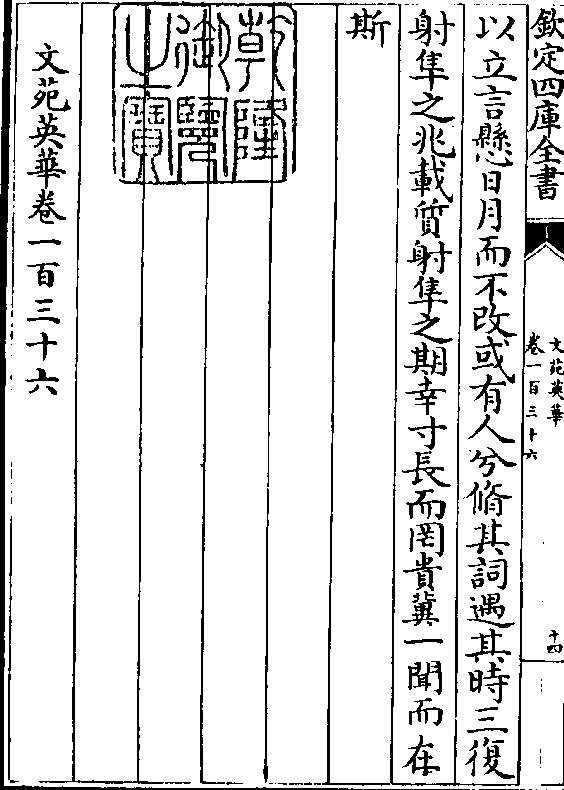 欽定四庫全書
文苑英華
卷一百三十六
十四
以立言懸日月而不改或有人兮脩其詞遇其時三復
射隼之兆載質射隼之期幸寸長而罔貴冀一聞而在
斯
乾隆御覽之寶
文苑英華卷一百三十六